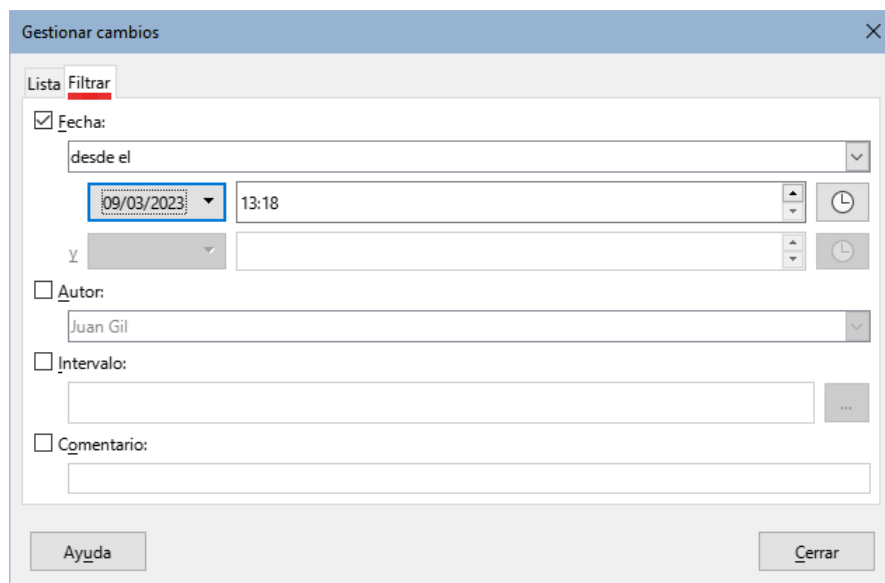 Gestionar cambios
Lista Filtrar
Fecha:
desde el
09/03/2023 13:18
y
Autor:
Juan Gil
Intervalo:
...
Comentario:
Ayuda Cerrar